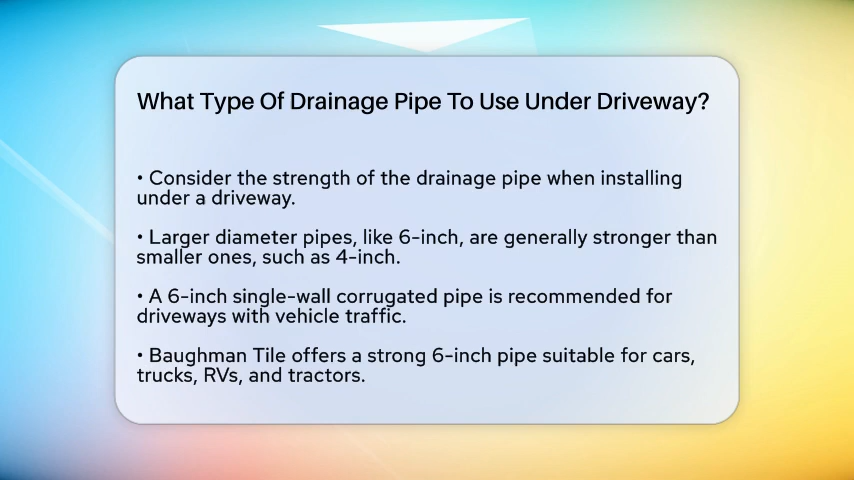 What Type Of Drainage Pipe To Use Under Driveway?
• Consider the strength of the drainage pipe when installing
under a driveway.
• Larger diameter pipes, like 6-inch, are generally stronger than
smaller ones, such as 4-inch.
• A 6-inch single-wall corrugated pipe is recommended for
driveways with vehicle traffic.
• Baughman Tile offers a strong 6-inch pipe suitable for cars,
trucks, RVs, and tractors.